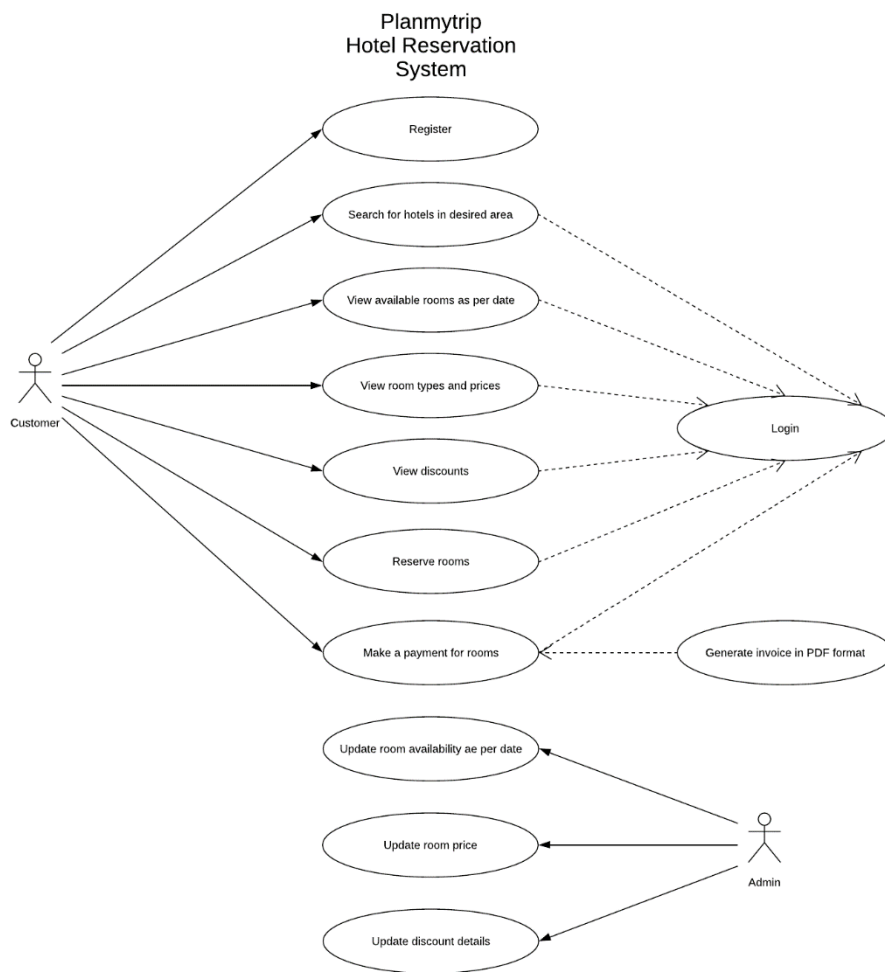 Planmytrip
Hotel Reservation
System
Register
Search for hotels in desired area
View available rooms as per date
View room types and prices
Customer
Login
View discounts
Reserve rooms
Make a payment for rooms
Generate invoice in PDF format
Update room availability ae per date
Update room price
Admin
Update discount details